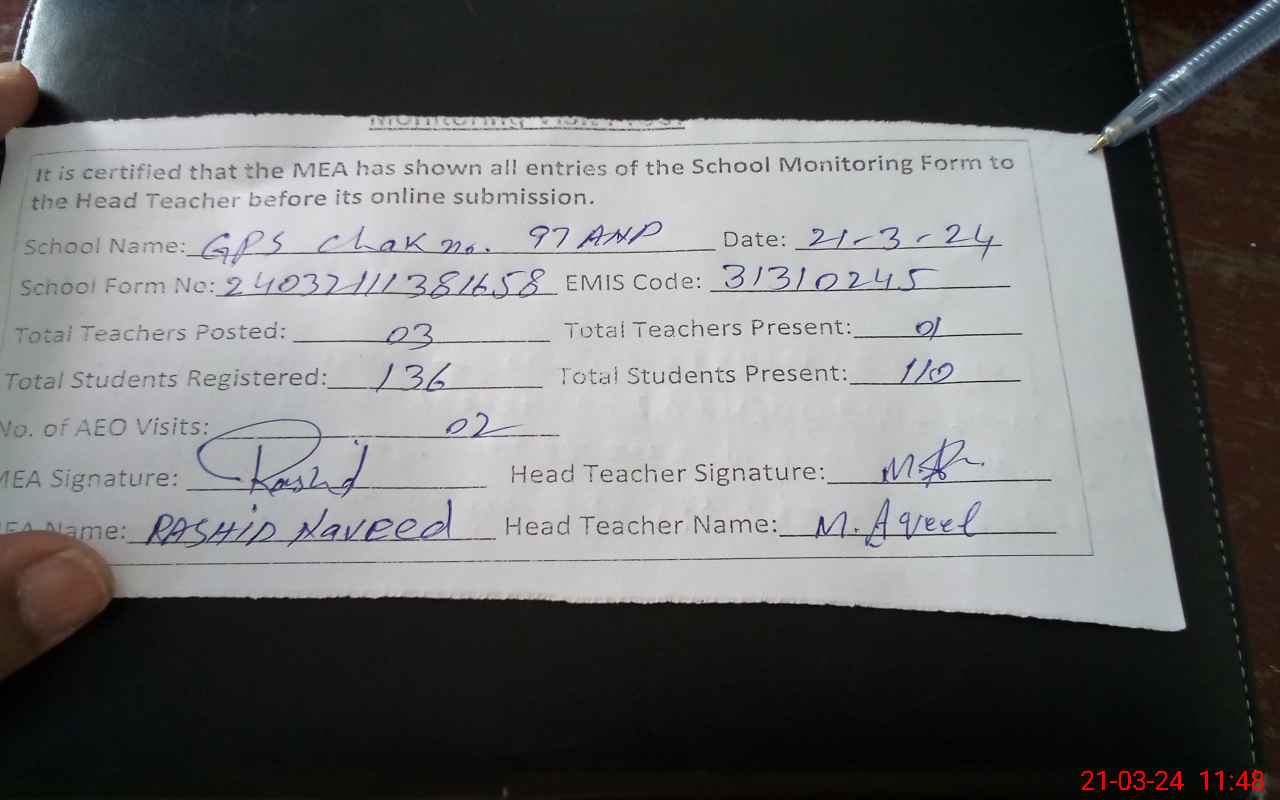 It is certified that the MEA has shown all entries of the School Monitoring Form to
the Head Teacher before its online submission.
School Name: GPS Chak no. 97 ANP Date: 21-3-24
School Form No: 240321111381658 EMIS Code: 31310245
Total Teachers Posted: 03 Total Teachers Present: 01
Total Students Registered: 136 Total Students Present: 110
No. of AEO Visits: 02
MEA Signature: Rashid Head Teacher Signature:
MEA Name: RASHID Naveed Head Teacher Name: M. Aqeel
21-03-24 11:48